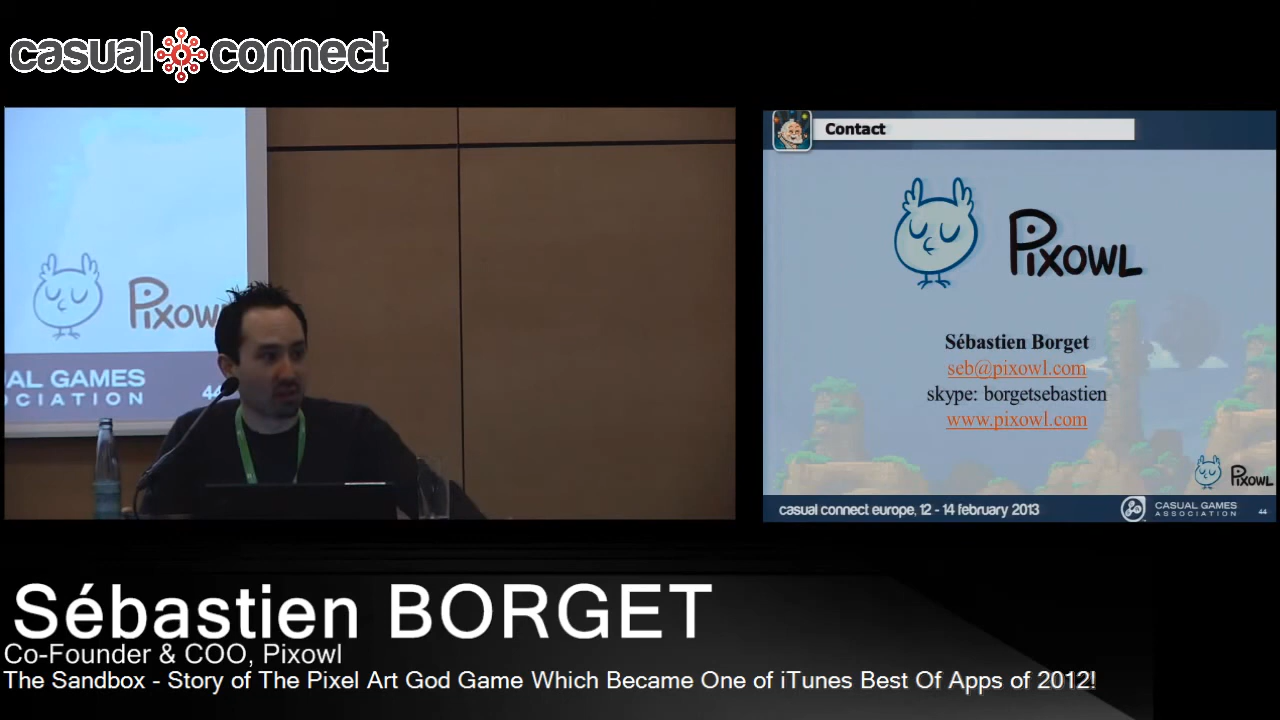 casual connect
Pixow
AL GAMES
OCIATION
44
Contact
Pixowl
Sébastien Borget
seb@pixowl.com
skype: borgetsebastien
www.pixowl.com
Pixowl
casual connect europe, 12 - 14 february 2013
CASUAL GAMES
ASSOCIATION
44
Sébastien BORGET
Co-Founder & COO, Pixowl
The Sandbox - Story of The Pixel Art God Game Which Became One of iTunes Best Of Apps of 2012!